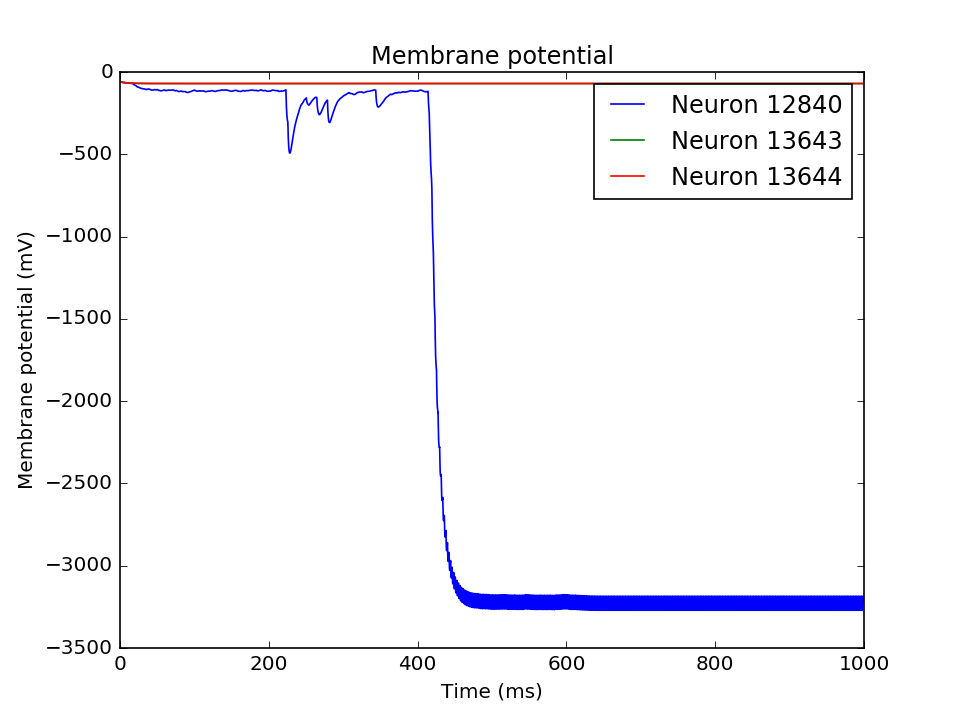 Membrane potential
Neuron 12840
Neuron 13643
Neuron 13644
Membrane potential (mV)
0
−500
−1000
−1500
−2000
−2500
−3000
−3500
0 200 400 600 800 1000
Time (ms)